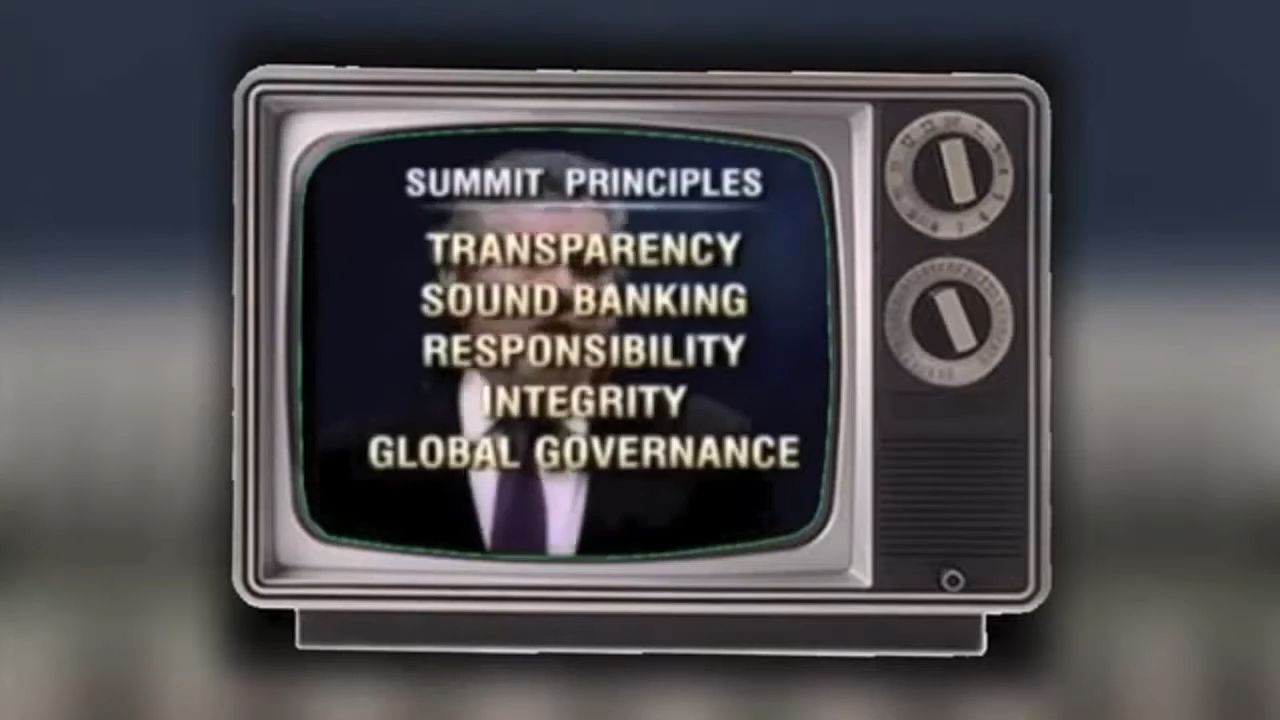 SUMMIT PRINCIPLES
TRANSPARENCY
SOUND BANKING
RESPONSIBILITY
INTEGRITY
GLOBAL GOVERNANCE